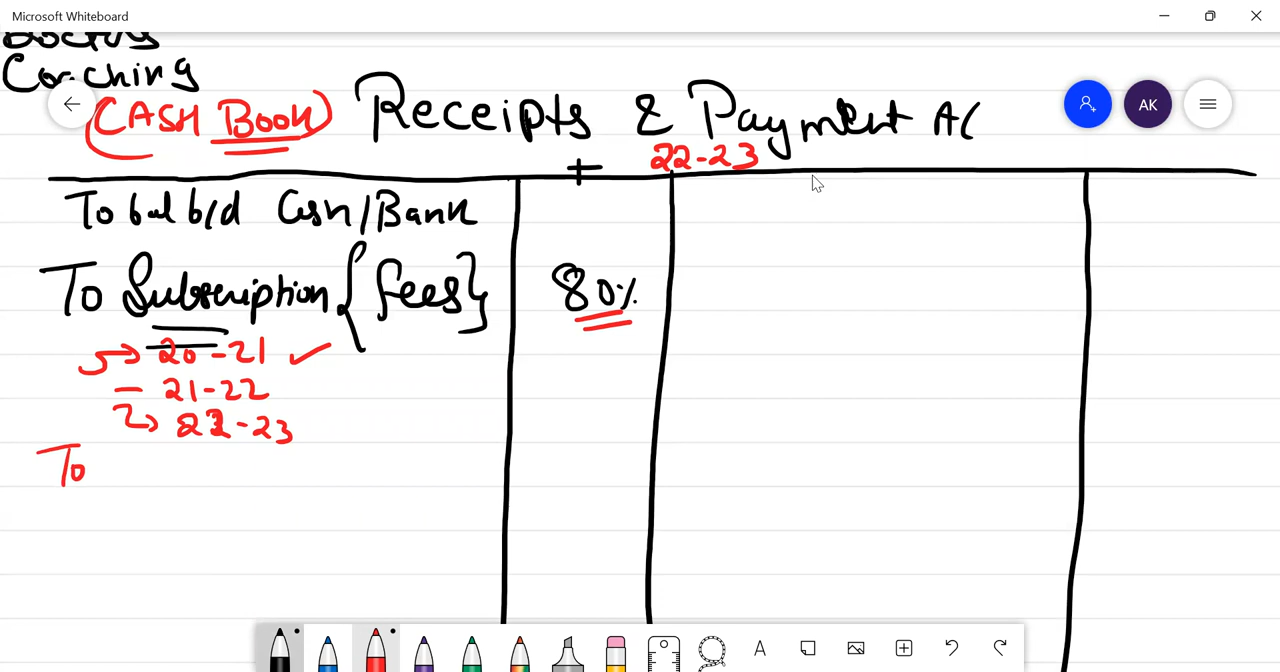 Microsoft Whiteboard
Doctors
Coaching
(CASH Book) Receipts & Payment A/c
22-23
+
AK
To bal b/d Cash/Bank
To Subscription {fees} 80%
→ 20-21 ✓
– 21-22
→ 22-23
To
A